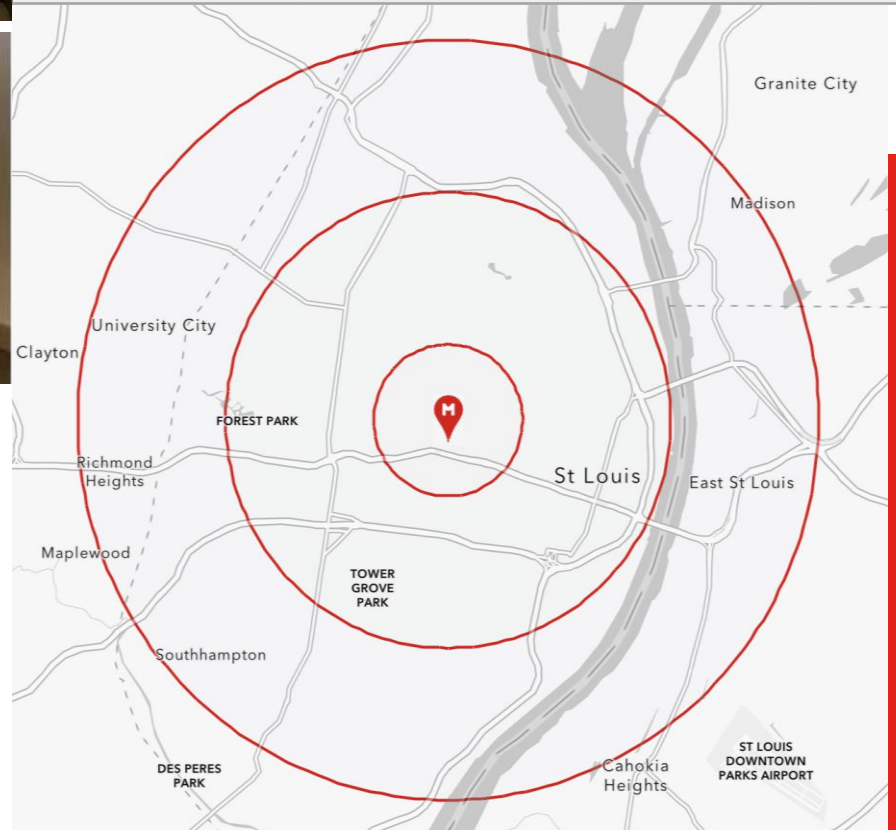 Granite City
Madison
University City
Clayton
FOREST PARK
M
Richmond
Heights
St Louis
East St Louis
Maplewood
TOWER
GROVE
PARK
Southhampton
DES PERES
PARK
Cahokia
Heights
ST LOUIS
DOWNTOWN
PARKS AIRPORT